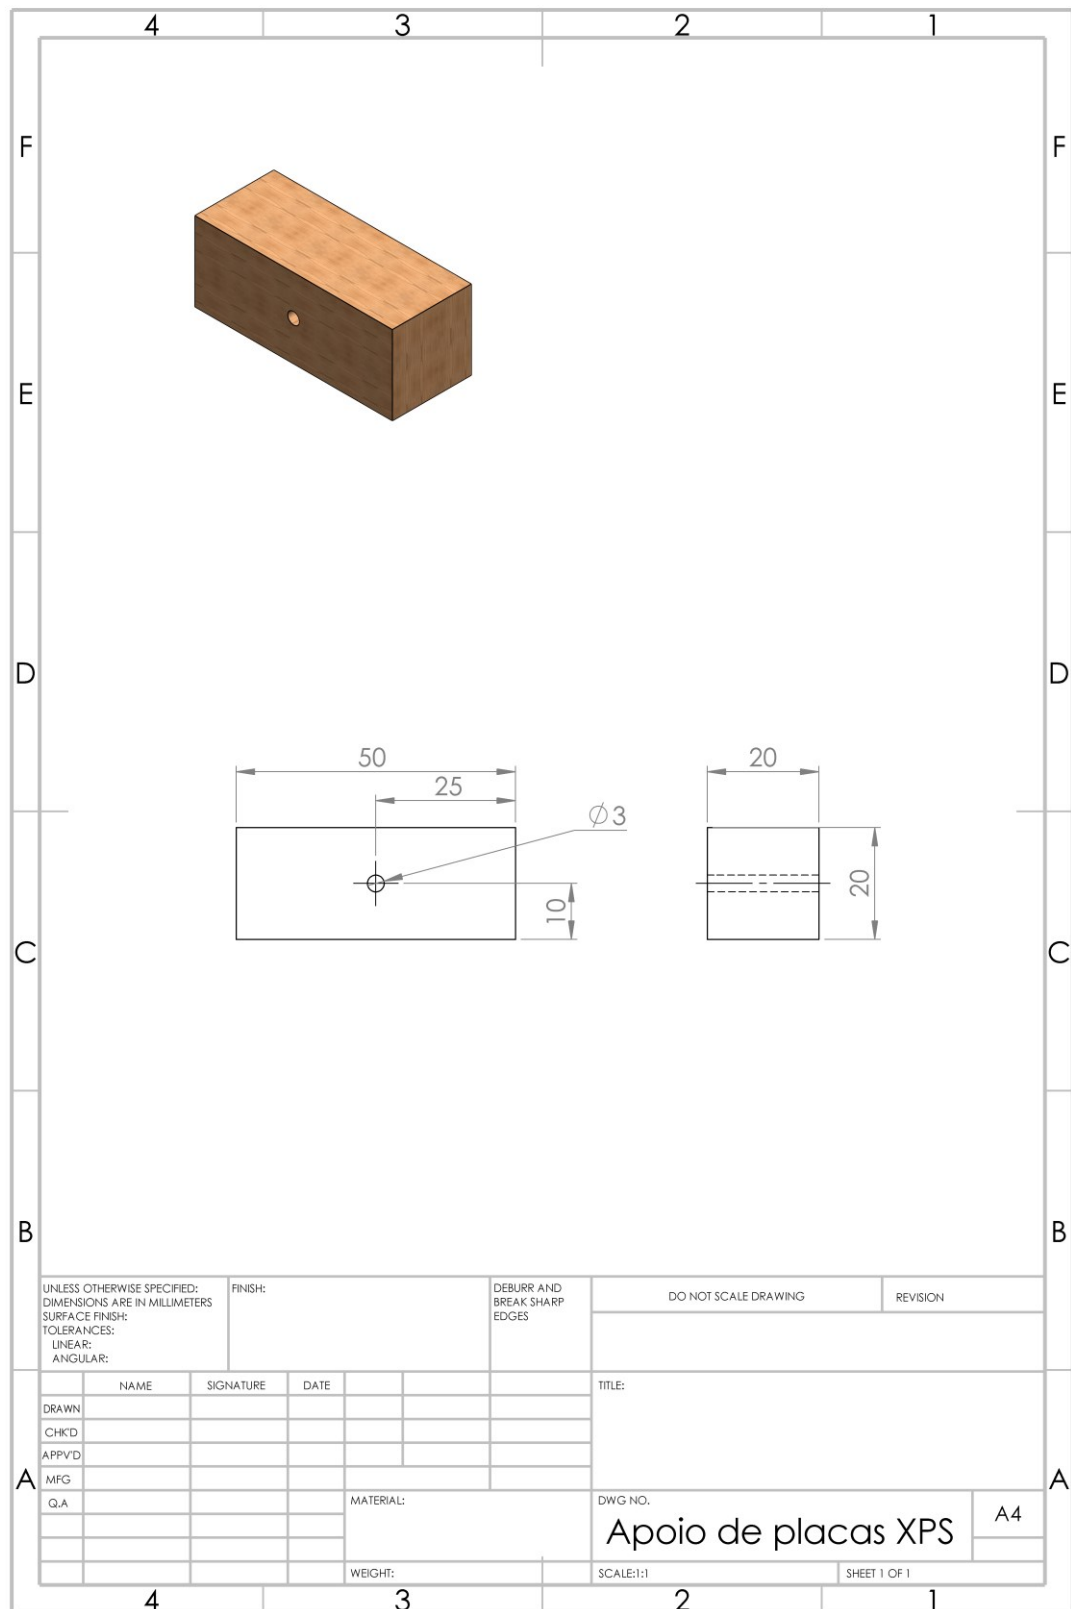 4 3 2 1
F F
E E
D D
50
25
Ø3
10
20
20
C C
B B
UNLESS OTHERWISE SPECIFIED:
DIMENSIONS ARE IN MILLIMETERS
SURFACE FINISH:
TOLERANCES:
LINEAR:
ANGULAR:
FINISH:
DEBURR AND
BREAK SHARP
EDGES
DO NOT SCALE DRAWING
REVISION
NAME SIGNATURE DATE
DRAWN
CHK'D
APPV'D
MFG
Q.A
TITLE:
A A
MATERIAL:
DWG NO.
Apoio de placas XPS
A4
WEIGHT:
SCALE:1:1
SHEET 1 OF 1
4 3 2 1